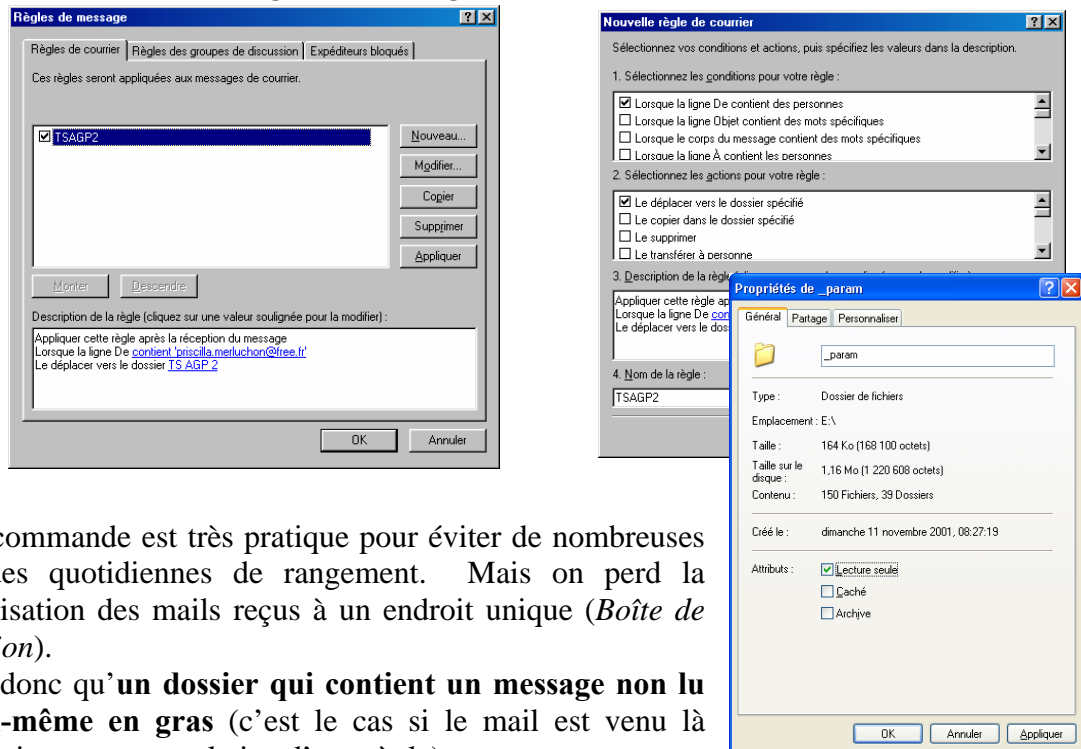 Règles de message
Règles de courrier Règles des groupes de discussion Expéditeurs bloqués
Ces règles seront appliquées aux messages de courrier.
TSAGP2
Nouveau...
Modifier...
Copier
Supprimer
Appliquer
Monter Descendre
Description de la règle (cliquez sur une valeur soulignée pour la modifier) :
Appliquer cette règle après la réception du message
Lorsque la ligne De contient 'priscilla.merluchon@free.fr'
Le déplacer vers le dossier TS AGP 2
OK Annuler
Nouvelle règle de courrier
Sélectionnez vos conditions et actions, puis spécifiez les valeurs dans la description.
1. Sélectionnez les conditions pour votre règle :
Lorsque la ligne De contient des personnes
Lorsque la ligne Objet contient des mots spécifiques
Lorsque le corps du message contient des mots spécifiques
Lorsque la ligne À contient les personnes
2. Sélectionnez les actions pour votre règle :
Le déplacer vers le dossier spécifié
Le copier dans le dossier spécifié
Le supprimer
Le transférer à personne
3. Description de la règle
Appliquer cette règle ap
Lorsque la ligne De con
Le déplacer vers le dos
4. Nom de la règle :
TSAGP2
Propriétés de _param
Général Partage Personnaliser
_param
Type : Dossier de fichiers
Emplacement : E:\
Taille : 164 Ko (168 100 octets)
Taille sur le
disque : 1,16 Mo (1 220 608 octets)
Contenu : 150 Fichiers, 39 Dossiers
Créé le : dimanche 11 novembre 2001, 08:27:19
Attributs : Lecture seule
Caché
Archive
OK Annuler Appliquer
commande est très pratique pour éviter de nombreuses
es quotidiennes de rangement. Mais on perd la
isation des mails reçus à un endroit unique (Boîte de
ion).
donc qu'un dossier qui contient un message non lu
-même en gras (c'est le cas si le mail est venu là